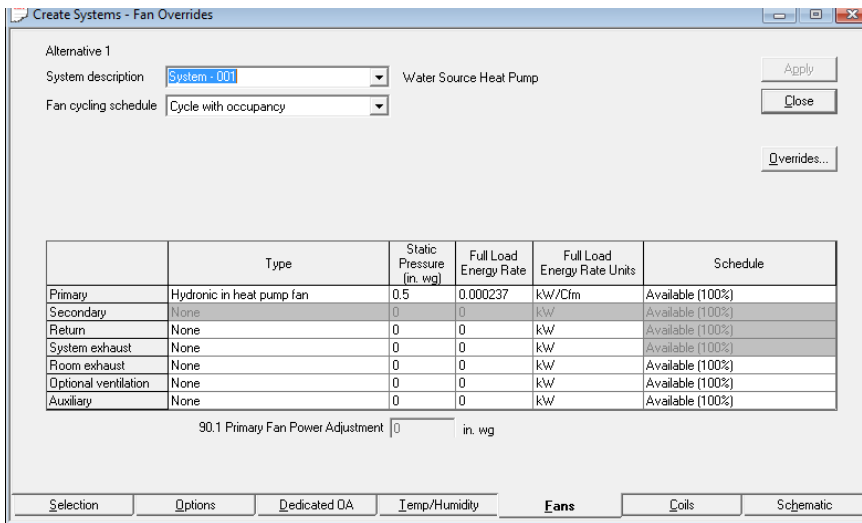 Create Systems - Fan Overrides
Alternative 1
Apply
System description System - 001 Water Source Heat Pump
Fan cycling schedule Cycle with occupancy
Close
Overrides...
Type Static Pressure (in. wg) Full Load Energy Rate Full Load Energy Rate Units Schedule
Primary Hydronic in heat pump fan 0.5 0.000237 kW/Cfm Available (100%)
Secondary None 0 0 kW Available (100%)
Return None 0 0 kW Available (100%)
System exhaust None 0 0 kW Available (100%)
Room exhaust None 0 0 kW Available (100%)
Optional ventilation None 0 0 kW Available (100%)
Auxiliary None 0 0 kW Available (100%)
90.1 Primary Fan Power Adjustment 0 in. wg
Selection Options Dedicated OA Temp/Humidity Fans Coils Schematic